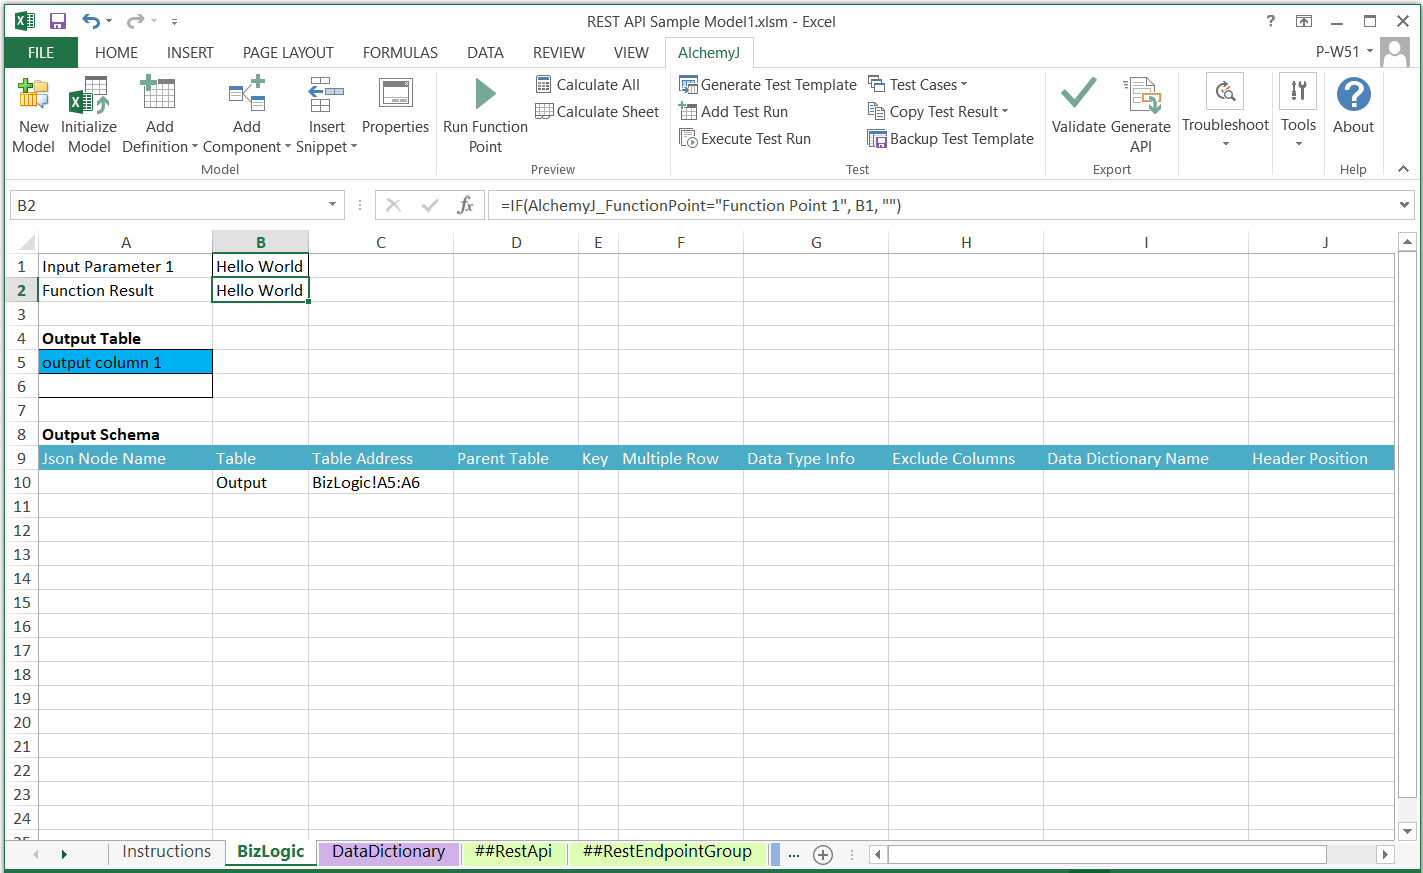 REST API Sample Model1.xlsm - Excel
?
FILE HOME INSERT PAGE LAYOUT FORMULAS DATA REVIEW VIEW AlchemyJ P-W51
New Model
Initialize Model
Add Definition
Add Component
Insert Snippet
Properties
Model
Run Function Point
Calculate All
Calculate Sheet
Preview
Generate Test Template
Add Test Run
Execute Test Run
Test Cases
Copy Test Result
Backup Test Template
Test
Validate
Generate API
Export
Troubleshoot
Tools
About
Help
B2 fx =IF(AlchemyJ_FunctionPoint="Function Point 1", B1, "")
A B C D E F G H I J
1 Input Parameter 1 Hello World
2 Function Result Hello World
3
4 Output Table
5 output column 1
6
7
8 Output Schema
9 Json Node Name Table Table Address Parent Table Key Multiple Row Data Type Info Exclude Columns Data Dictionary Name Header Position
10 Output BizLogic!A5:A6
11
12
13
14
15
16
17
18
19
20
21
22
23
24
Instructions BizLogic DataDictionary ##RestApi ##RestEndpointGroup ...